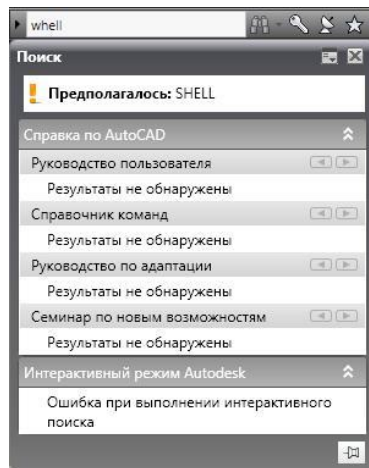 whell
Поиск
Предполагалось: SHELL
Справка по AutoCAD
Руководство пользователя
Результаты не обнаружены
Справочник команд
Результаты не обнаружены
Руководство по адаптации
Результаты не обнаружены
Семинар по новым возможностям
Результаты не обнаружены
Интерактивный режим Autodesk
Ошибка при выполнении интерактивного
поиска